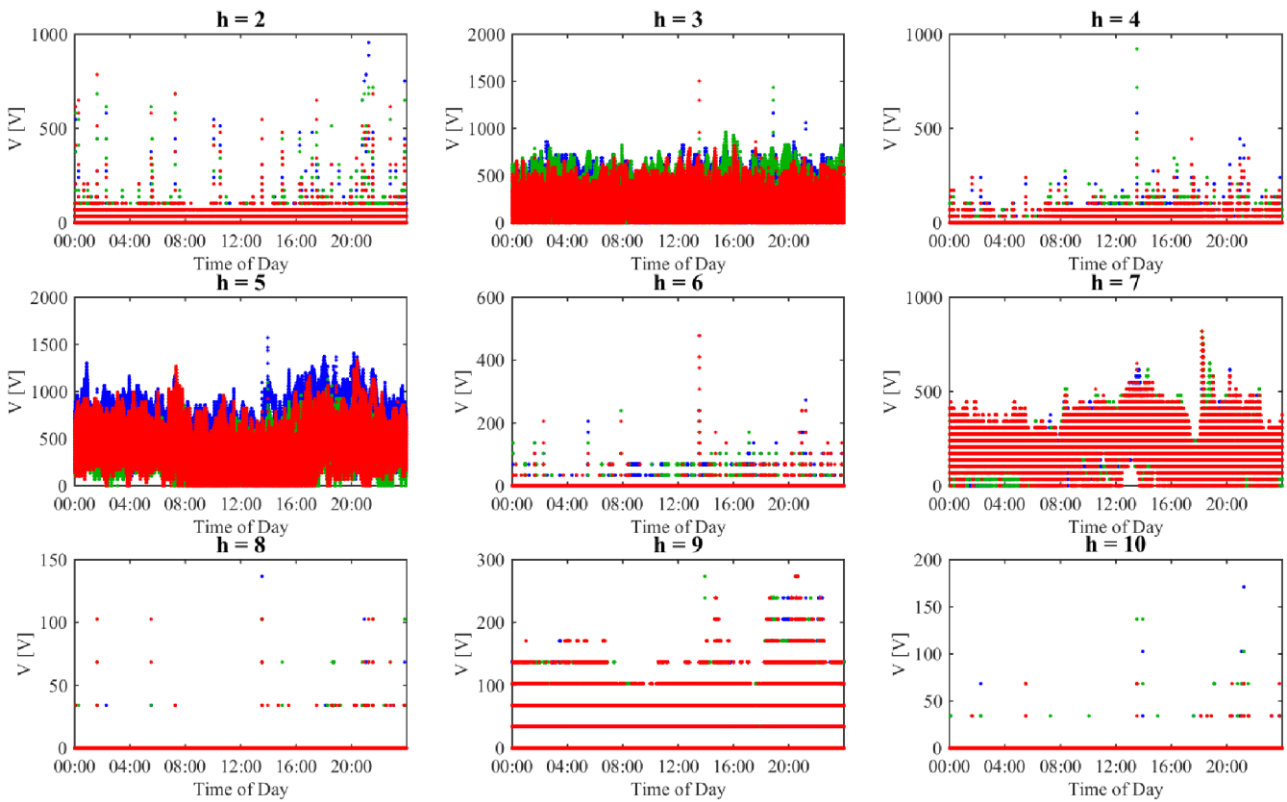 h = 2 h = 3 h = 4
1000 2000 1000
1500
V [V] 500 V [V] 1000 V [V] 500
500
0 0 0
00:00 04:00 08:00 12:00 16:00 20:00 00:00 04:00 08:00 12:00 16:00 20:00 00:00 04:00 08:00 12:00 16:00 20:00
Time of Day Time of Day Time of Day
h = 5 h = 6 h = 7
2000 600 1000
1500
400
V [V] 1000 V [V] V [V] 500
200
500
0 0 0
00:00 04:00 08:00 12:00 16:00 20:00 00:00 04:00 08:00 12:00 16:00 20:00 00:00 04:00 08:00 12:00 16:00 20:00
Time of Day Time of Day Time of Day
h = 8 h = 9 h = 10
150 300 200
150
100 200
V [V] V [V] V [V] 100
50 100
50
0 0 0
00:00 04:00 08:00 12:00 16:00 20:00 00:00 04:00 08:00 12:00 16:00 20:00 00:00 04:00 08:00 12:00 16:00 20:00
Time of Day Time of Day Time of Day